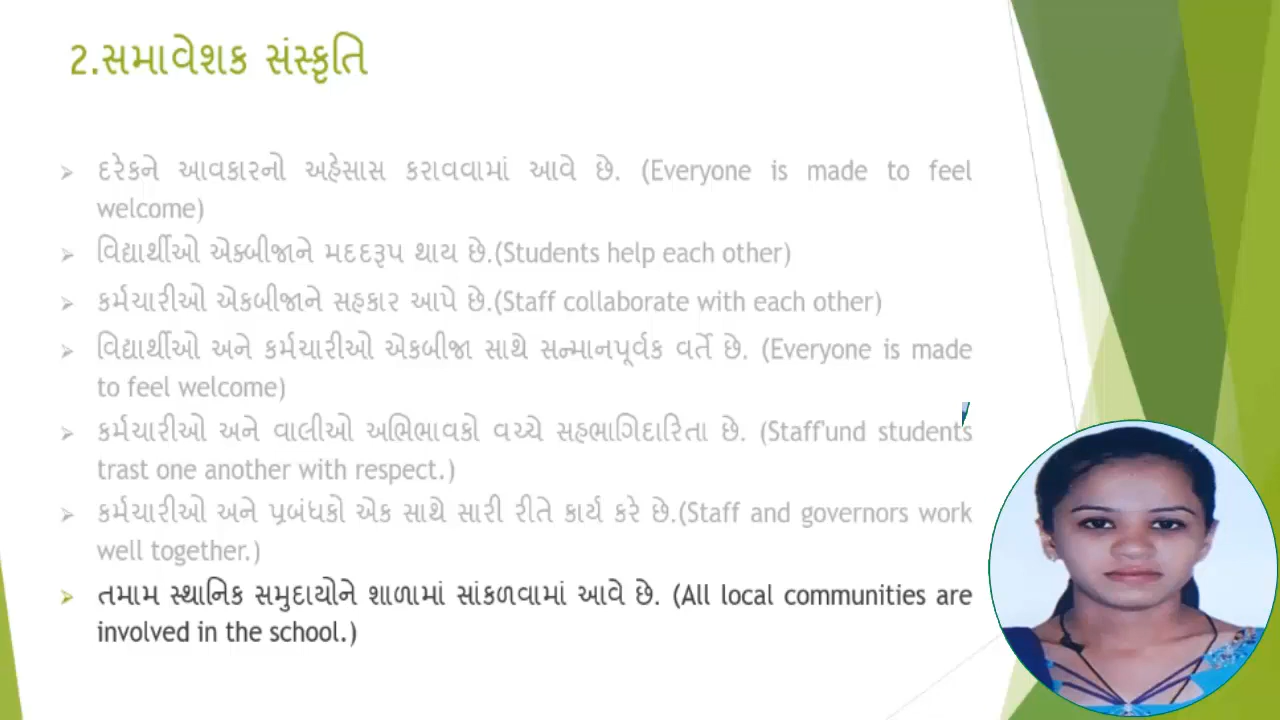 2.સમાવેશક સંસ્કૃતિ
➢ દરેકને આવકારનો અહેસાસ કરાવવામાં આવે છે. (Everyone is made to feel
welcome)
➢ વિદ્યાર્થીઓ એકબીજાને મદદરૂપ થાય છે.(Students help each other)
➢ કર્મચારીઓ એકબીજાને સહકાર આપે છે.(Staff collaborate with each other)
➢ વિદ્યાર્થીઓ અને કર્મચારીઓ એકબીજા સાથે સન્માનપૂર્વક વર્તે છે. (Everyone is made
to feel welcome)
➢ કર્મચારીઓ અને વાલીઓ અભિભાવકો વચ્ચે સહભાગિદારિતા છે. (Staff'und students
trast one another with respect.)
➢ કર્મચારીઓ અને પ્રબંધકો એક સાથે સારી રીતે કાર્ય કરે છે.(Staff and governors work
well together.)
➢ તમામ સ્થાનિક સમુદાયોને શાળામાં સાંકળવામાં આવે છે. (All local communities are
involved in the school.)